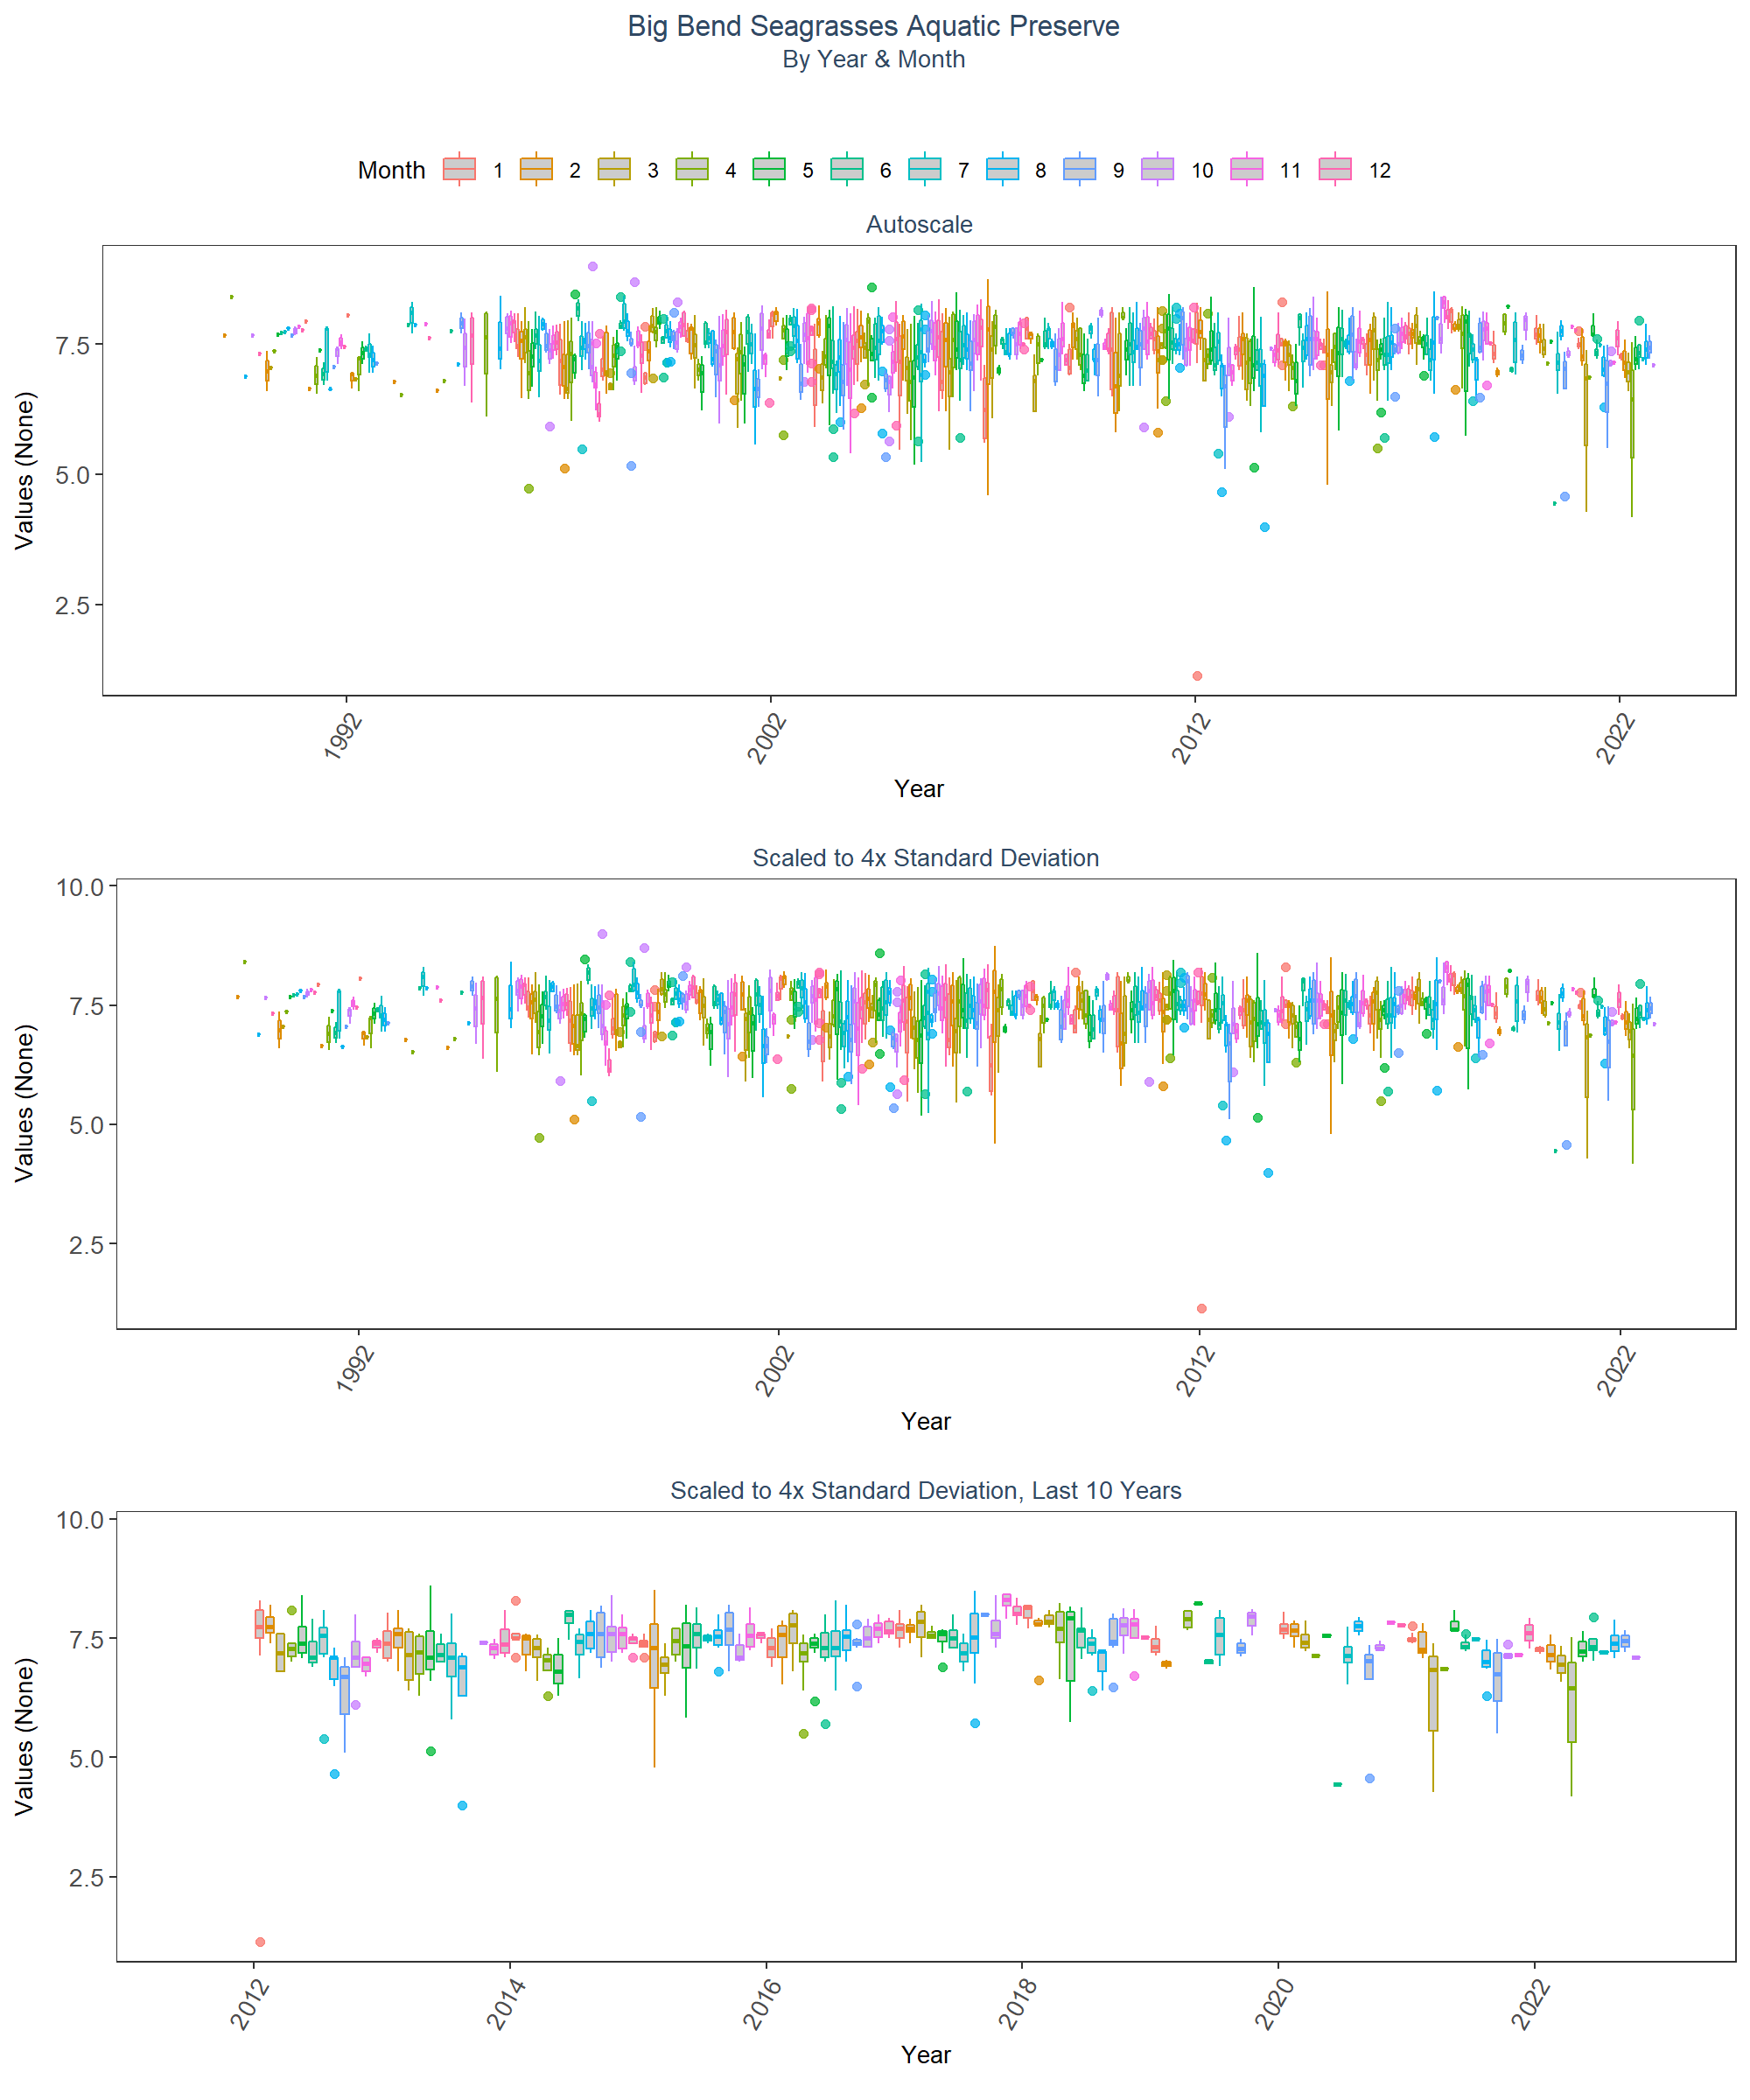 Big Bend Seagrasses Aquatic Preserve
By Year & Month
Month 1 2 3 4 5 6 7 8 9 10 11 12
Autoscale
Values (None)
7.5
5.0
2.5
1992 2002 2012 2022
Year
Scaled to 4x Standard Deviation
Values (None)
10.0
7.5
5.0
2.5
1992 2002 2012 2022
Year
Scaled to 4x Standard Deviation, Last 10 Years
Values (None)
10.0
7.5
5.0
2.5
2012 2014 2016 2018 2020 2022
Year